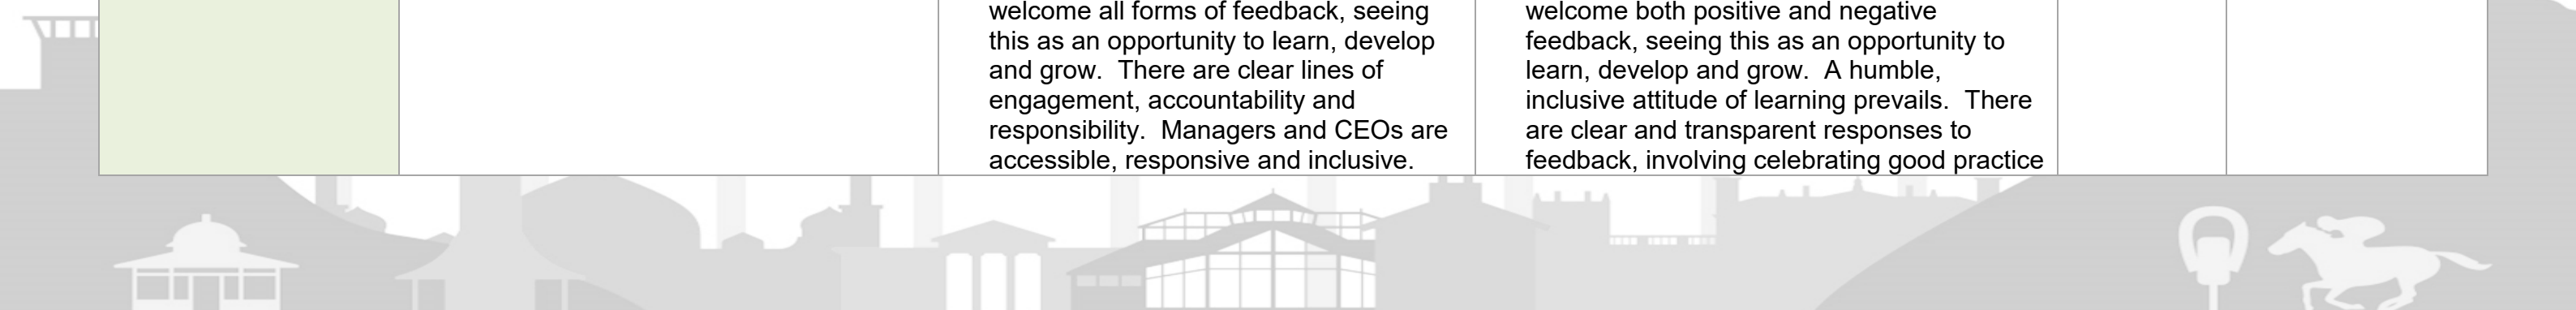 welcome all forms of feedback, seeing
this as an opportunity to learn, develop
and grow.  There are clear lines of
engagement, accountability and
responsibility.  Managers and CEOs are
accessible, responsive and inclusive.
welcome both positive and negative
feedback, seeing this as an opportunity to
learn, develop and grow.  A humble,
inclusive attitude of learning prevails.  There
are clear and transparent responses to
feedback, involving celebrating good practice